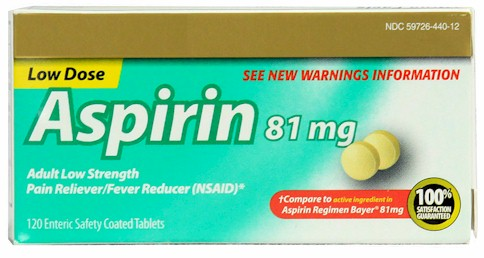 NDC 59726-440-12
Low Dose
SEE NEW WARNINGS INFORMATION
Aspirin 81 mg
Adult Low Strength
Pain Reliever/Fever Reducer (NSAID)*
†Compare to active ingredient in
Aspirin Regimen Bayer® 81mg
100%
SATISFACTION
GUARANTEED
120 Enteric Safety Coated Tablets